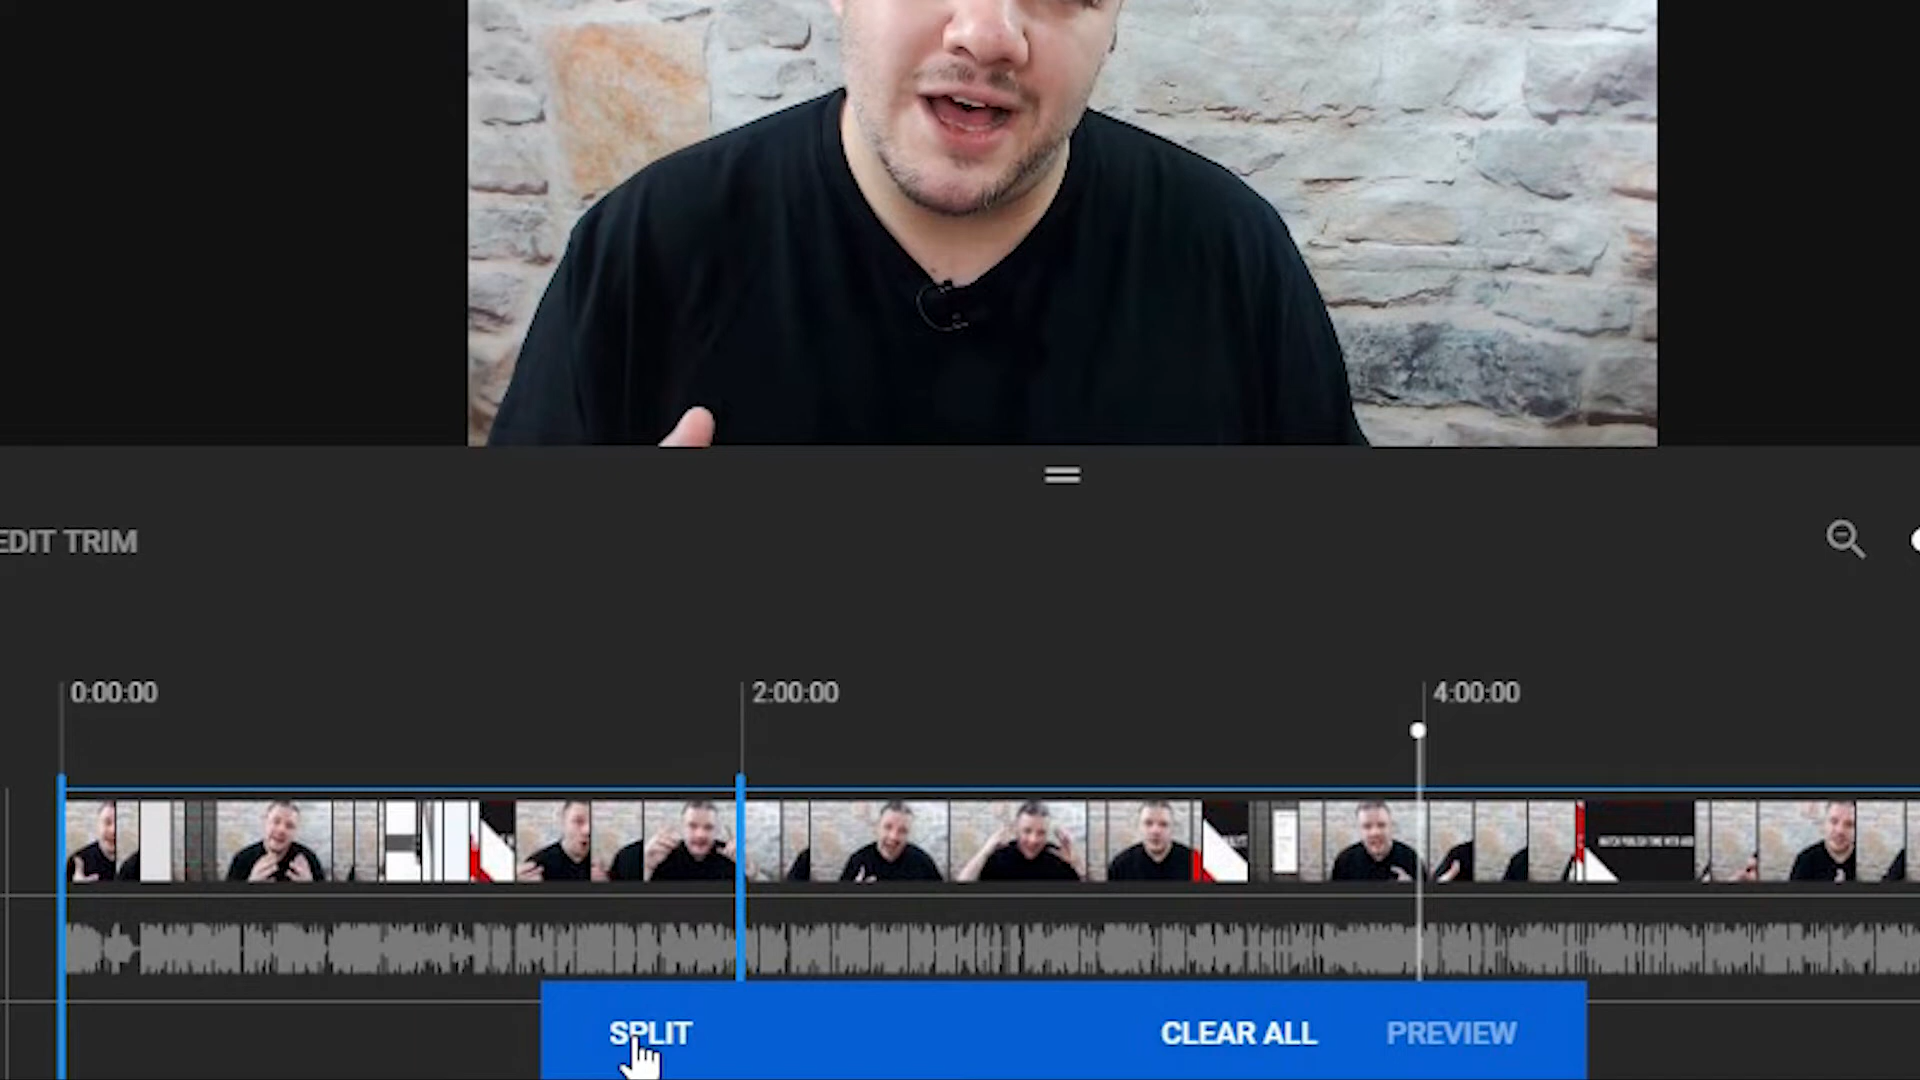 EDIT TRIM
0:00:00
2:00:00
4:00:00
SPLIT
CLEAR ALL
PREVIEW